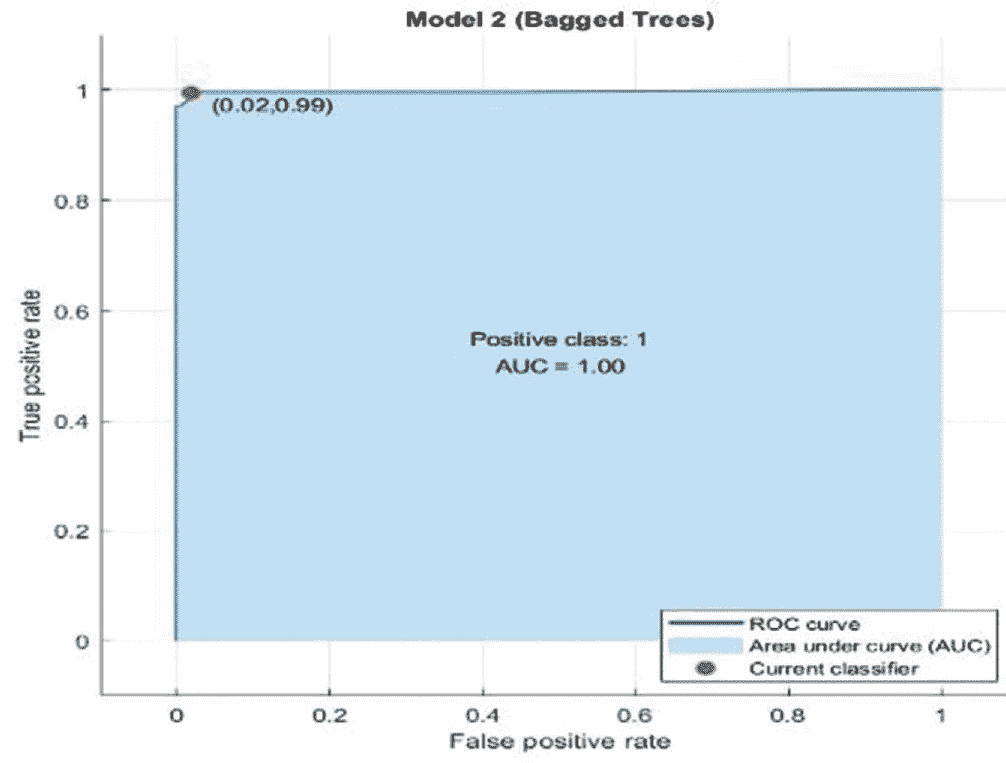 Model 2 (Bagged Trees)
1
(0.02,0.99)
0.8
0.6
0.4
0.2
0
True positive rate
Positive class: 1
AUC = 1.00
ROC curve
Area under curve (AUC)
Current classifier
0 0.2 0.4 0.6 0.8 1
False positive rate